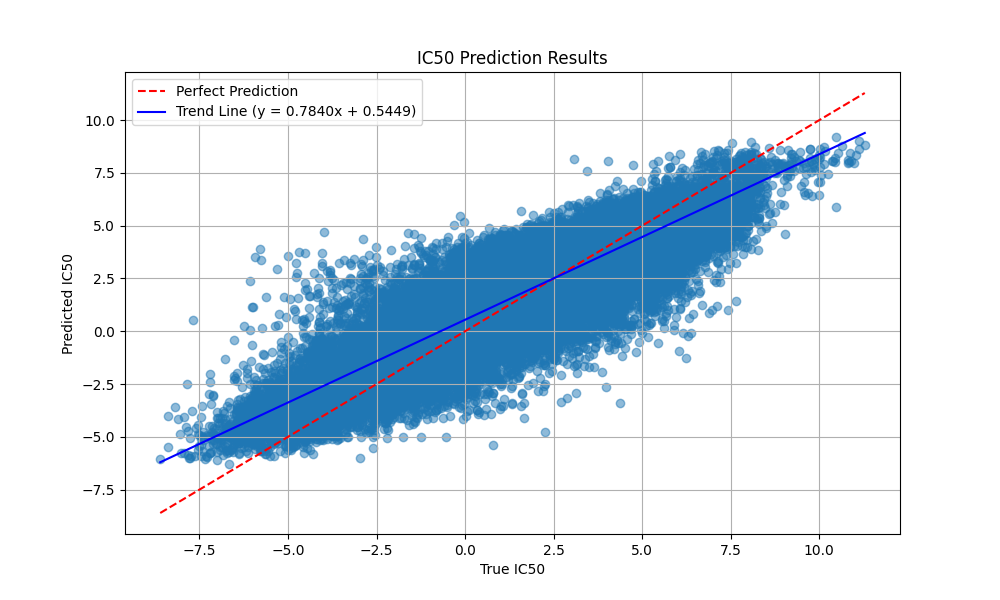 IC50 Prediction Results
Perfect Prediction
Trend Line (y = 0.7840x + 0.5449)
10.0
7.5
5.0
2.5
0.0
−2.5
−5.0
−7.5
Predicted IC50
−7.5 −5.0 −2.5 0.0 2.5 5.0 7.5 10.0
True IC50